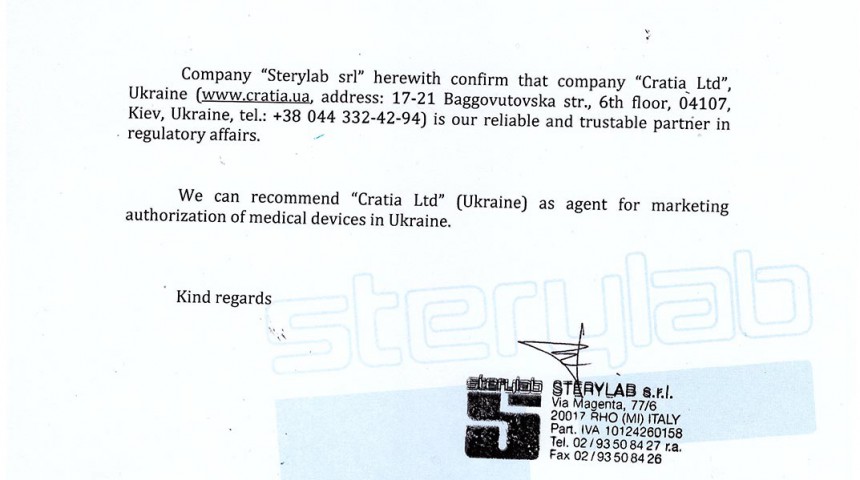 Company “Sterylab srl” herewith confirm that company “Cratia Ltd”,
Ukraine (www.cratia.ua, address: 17-21 Baggovutovska str., 6th floor, 04107,
Kiev, Ukraine, tel.: +38 044 332-42-94) is our reliable and trustable partner in
regulatory affairs.
We can recommend “Cratia Ltd” (Ukraine) as agent for marketing
authorization of medical devices in Ukraine.
Kind regards
sterylab
sterylab
STERYLAB s.r.l.
Via Magenta, 77/6
20017 RHO (MI) ITALY
Part. IVA 10124260158
Tel. 02/93 50 84 27 r.a.
Fax 02/93 50 84 26